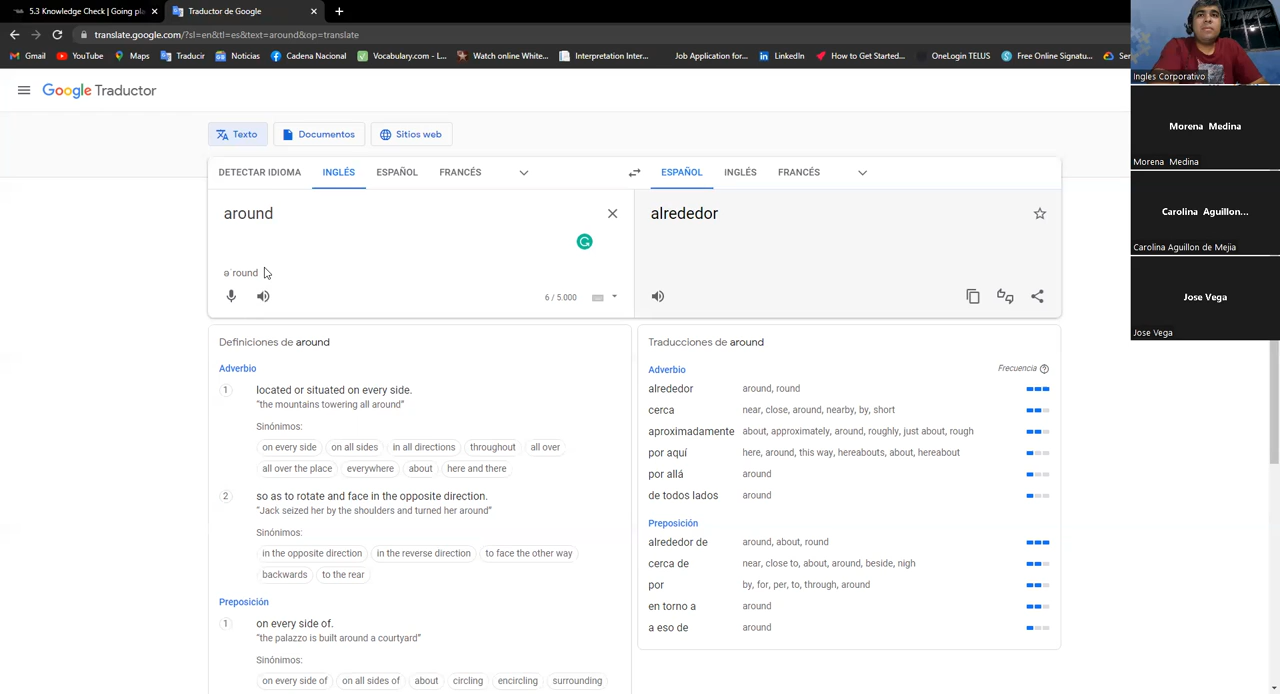 5.3 Knowledge Check | Going pl
Traductor de Google
translate.google.com/?sl=en&tl=es&text=around&op=translate
Gmail
YouTube
Maps
Traducir
Noticias
Cadena Nacional
Vocabulary.com - L...
Watch online White...
Interpretation Inter...
Job Application for...
LinkedIn
How to Get Started...
OneLogin TELUS
Free Online Signatu...
Ser
Google Traductor
Texto
Documentos
Sitios web
DETECTAR IDIOMA
INGLÉS
ESPAÑOL
FRANCÉS
ESPAÑOL
INGLÉS
FRANCÉS
around
alrededor
əˈround
6 / 5.000
Definiciones de around
Adverbio
1
located or situated on every side.
"the mountains towering all around"
Sinónimos:
on every side
on all sides
in all directions
throughout
all over
all over the place
everywhere
about
here and there
2
so as to rotate and face in the opposite direction.
"Jack seized her by the shoulders and turned her around"
Sinónimos:
in the opposite direction
in the reverse direction
to face the other way
backwards
to the rear
Preposición
1
on every side of.
"the palazzo is built around a courtyard"
Sinónimos:
on every side of
on all sides of
about
circling
encircling
surrounding
Traducciones de around
Adverbio
Frecuencia
alrededor
around, round
cerca
near, close, around, nearby, by, short
aproximadamente
about, approximately, around, roughly, just about, rough
por aquí
here, around, this way, hereabouts, about, hereabout
por allá
around
de todos lados
around
Preposición
alrededor de
around, about, round
cerca de
near, close to, about, around, beside, nigh
por
by, for, per, to, through, around
en torno a
around
a eso de
around
Ingles Corporativo
Morena Medina
Morena Medina
Carolina Aguillon...
Carolina Aguillon de Mejia
Jose Vega
Jose Vega